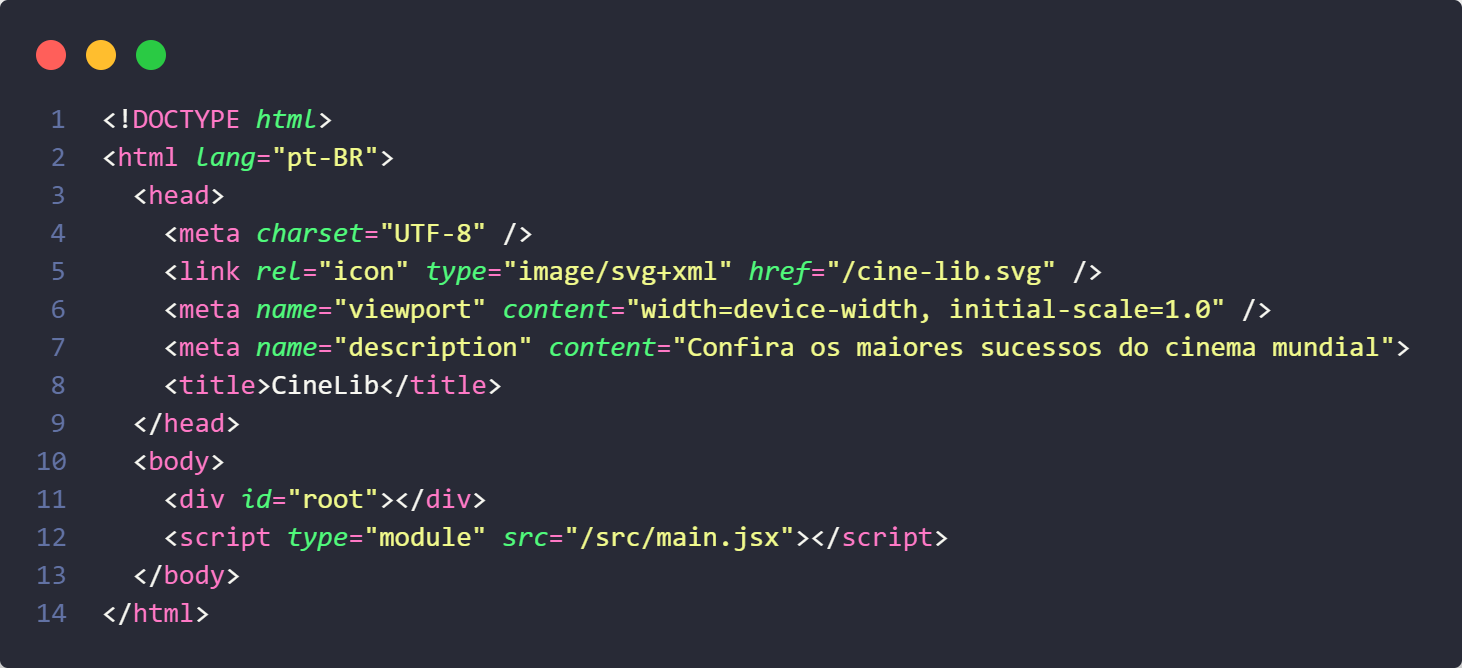 1 <!DOCTYPE html>
2 <html lang="pt-BR">
3   <head>
4     <meta charset="UTF-8" />
5     <link rel="icon" type="image/svg+xml" href="/cine-lib.svg" />
6     <meta name="viewport" content="width=device-width, initial-scale=1.0" />
7     <meta name="description" content="Confira os maiores sucessos do cinema mundial">
8     <title>CineLib</title>
9   </head>
10   <body>
11     <div id="root"></div>
12     <script type="module" src="/src/main.jsx"></script>
13   </body>
14 </html>